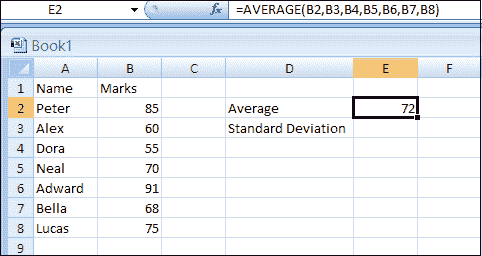 E2 fx =AVERAGE(B2,B3,B4,B5,B6,B7,B8)
Book1
A B C D E F
1 Name Marks
2 Peter 85 Average 72
3 Alex 60 Standard Deviation
4 Dora 55
5 Neal 70
6 Adward 91
7 Bella 68
8 Lucas 75
9